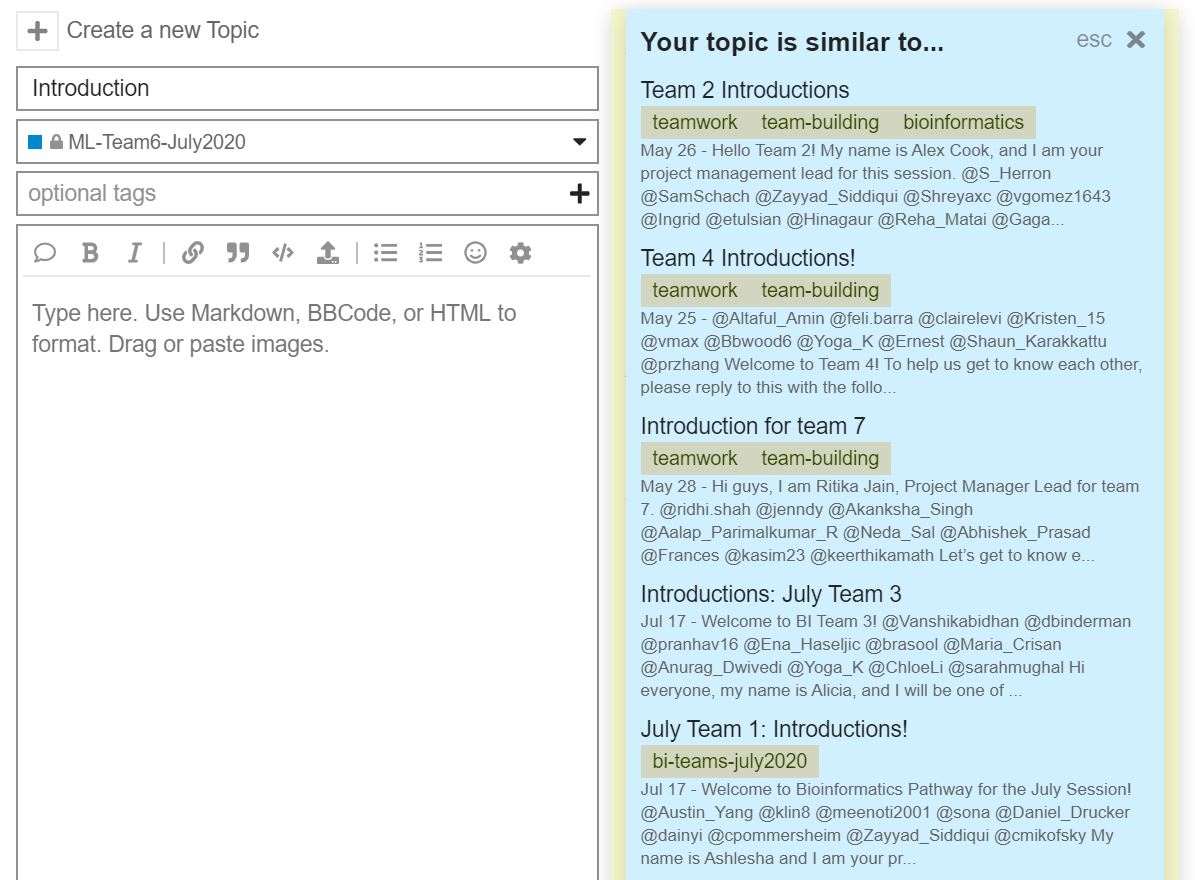 Create a new Topic
Introduction
ML-Team6-July2020
optional tags
B I
Type here. Use Markdown, BBCode, or HTML to
format. Drag or paste images.
Your topic is similar to...
esc
Team 2 Introductions
teamwork team-building bioinformatics
May 26 - Hello Team 2! My name is Alex Cook, and I am your
project management lead for this session. @S_Herron
@SamSchach @Zayyad_Siddiqui @Shreyaxc @vgomez1643
@Ingrid @etulsian @Hinagaur @Reha_Matai @Gaga...
Team 4 Introductions!
teamwork team-building
May 25 - @Altaful_Amin @feli.barra @clairelevi @Kristen_15
@vmax @Bbwood6 @Yoga_K @Ernest @Shaun_Karakkattu
@przhang Welcome to Team 4! To help us get to know each other,
please reply to this with the follo...
Introduction for team 7
teamwork team-building
May 28 - Hi guys, I am Ritika Jain, Project Manager Lead for team
7. @ridhi.shah @jenndy @Akanksha_Singh
@Aalap_Parimalkumar_R @Neda_Sal @Abhishek_Prasad
@Frances @kasim23 @keerthikamath Let’s get to know e...
Introductions: July Team 3
Jul 17 - Welcome to BI Team 3! @Vanshikabidhan @dbinderman
@pranhav16 @Ena_Haseljic @brasool @Maria_Crisan
@Anurag_Dwivedi @Yoga_K @ChloeLi @sarahmughal Hi
everyone, my name is Alicia, and I will be one of ...
July Team 1: Introductions!
bi-teams-july2020
Jul 17 - Welcome to Bioinformatics Pathway for the July Session!
@Austin_Yang @klin8 @meenoti2001 @sona @Daniel_Drucker
@dainyi @cpommersheim @Zayyad_Siddiqui @cmikofsky My
name is Ashlesha and I am your pr...